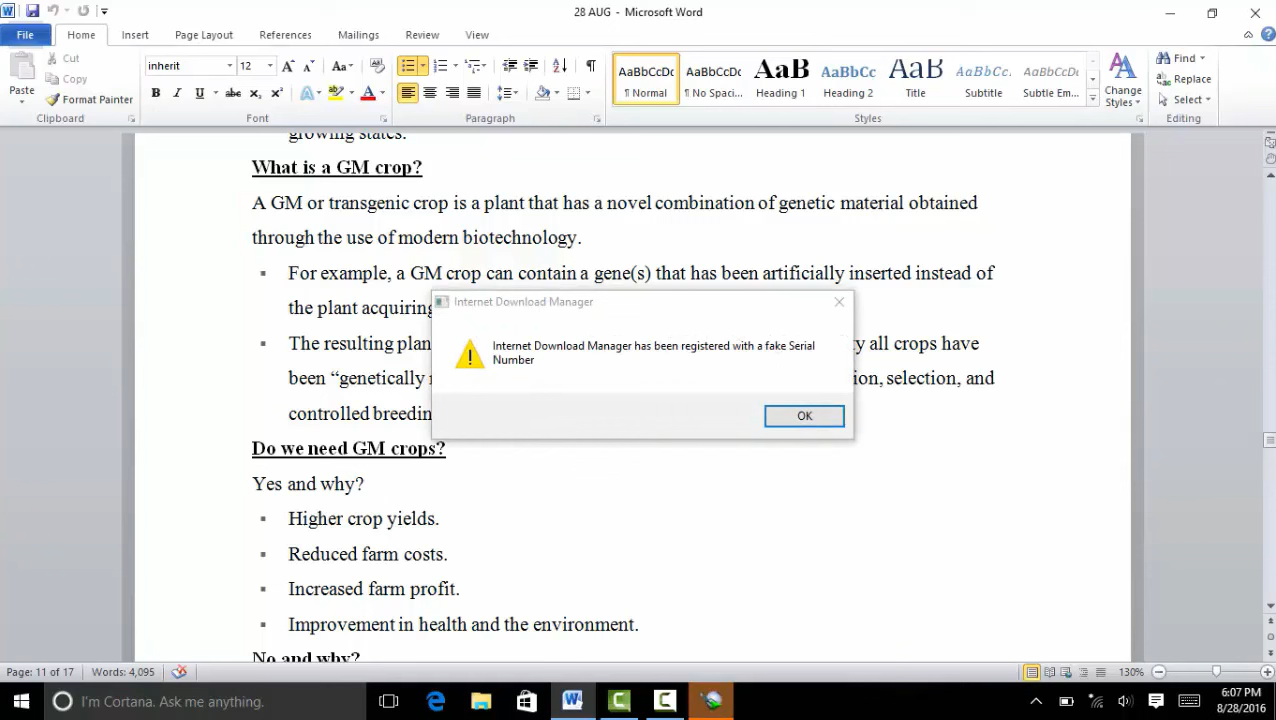 28 AUG - Microsoft Word
File Home Insert Page Layout References Mailings Review View
Cut
Copy
Format Painter
Paste
Clipboard
inherit 12
Font
Paragraph
AaBbCcDc AaBbCcDc AaB AaBbCc AaB AaBbCcL AaBbCcDc
¶ Normal ¶ No Spaci... Heading 1 Heading 2 Title Subtitle Subtle Em...
Change
Styles
Styles
Find
Replace
Select
Editing
growing states.
What is a GM crop?
A GM or transgenic crop is a plant that has a novel combination of genetic material obtained
through the use of modern biotechnology.
▪ For example, a GM crop can contain a gene(s) that has been artificially inserted instead of
the plant acquiring
▪ The resulting plan y all crops have
been “genetically ion, selection, and
controlled breedin
Internet Download Manager
Internet Download Manager has been registered with a fake Serial
Number
OK
Do we need GM crops?
Yes and why?
▪ Higher crop yields.
▪ Reduced farm costs.
▪ Increased farm profit.
▪ Improvement in health and the environment.
No and why?
Page: 11 of 17 Words: 4,095 130%
I'm Cortana. Ask me anything.
6:07 PM
8/28/2016